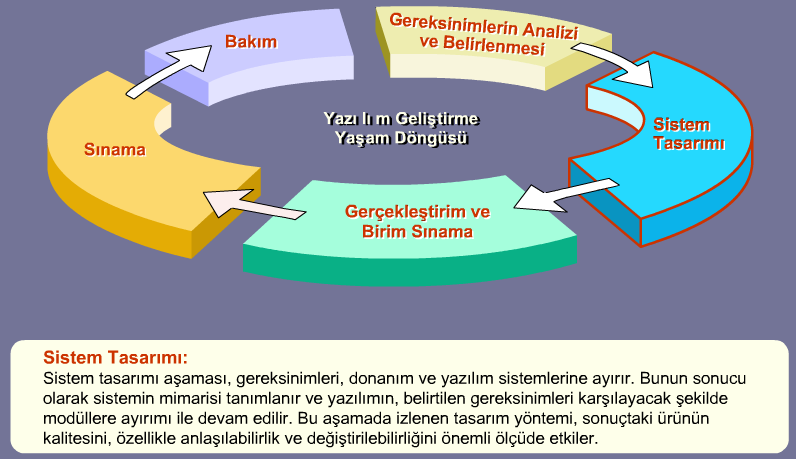 Bakım
Gereksinimlerin Analizi
ve Belirlenmesi
Sistem
Tasarımı
Yazı lı m Geliştirme
Yaşam Döngüsü
Sınama
Gerçekleştirim ve
Birim Sınama
Sistem Tasarımı:
Sistem tasarımı aşaması, gereksinimleri, donanım ve yazılım sistemlerine ayırır. Bunun sonucu
olarak sistemin mimarisi tanımlanır ve yazılımın, belirtilen gereksinimleri karşılayacak şekilde
modüllere ayırımı ile devam edilir. Bu aşamada izlenen tasarım yöntemi, sonuçtaki ürünün
kalitesini, özellikle anlaşılabilirlik ve değiştirilebilirliğini önemli ölçüde etkiler.